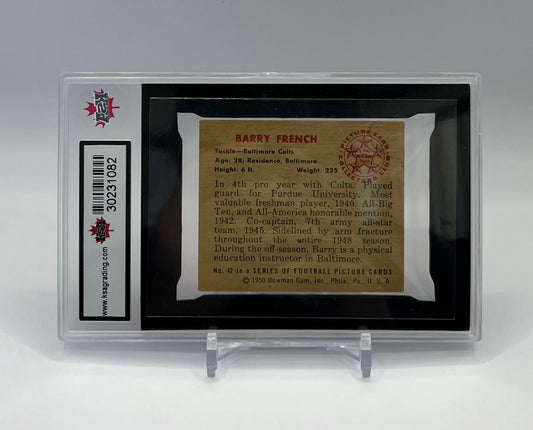 KSA
30231082
www.ksagrading.com
KSA
BARRY FRENCH
Tackle—Baltimore Colts
Age: 28; Residence, Baltimore
Height: 6 ft. Weight: 235
In 4th pro year with Colts. Played
guard for Purdue University. Most
valuable freshman player, 1940. All-Big
Ten, and All-America honorable mention,
1942. Co-captain, 7th army all-star
team, 1945. Sidelined by arm fracture
throughout the entire 1948 season.
During the off-season, Barry is a physical
education instructor in Baltimore.
No. 47 in a SERIES OF FOOTBALL PICTURE CARDS
© 1950 Bowman Gum, Inc., Phila., Pa., U. S. A.
PICTURE CARD
COLLECTORS CLUB